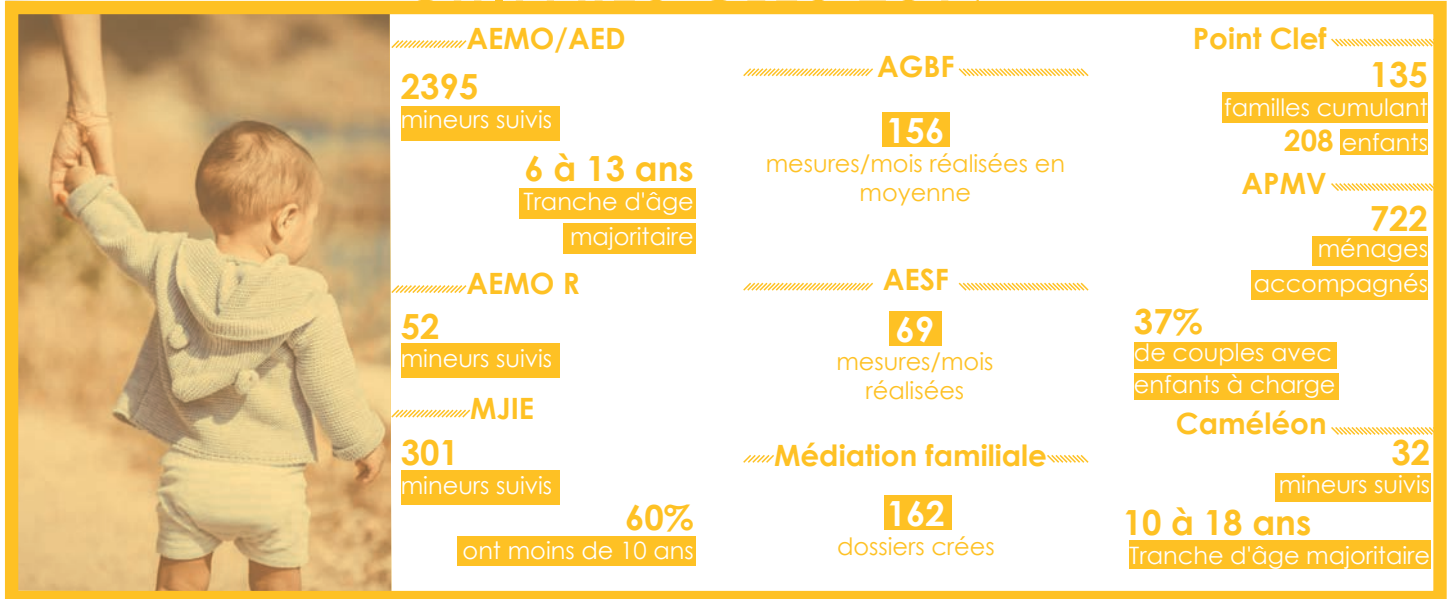 AEMO/AED
2395
mineurs suivis
6 à 13 ans
Tranche d'âge
majoritaire
AEMO R
52
mineurs suivis
MJIE
301
mineurs suivis
60%
ont moins de 10 ans
AGBF
156
mesures/mois réalisées en
moyenne
AESF
69
mesures/mois
réalisées
Médiation familiale
162
dossiers crées
Point Clef
135
familles cumulant
208 enfants
APMV
722
ménages
accompagnés
37%
de couples avec
enfants à charge
Caméléon
32
mineurs suivis
10 à 18 ans
Tranche d'âge majoritaire